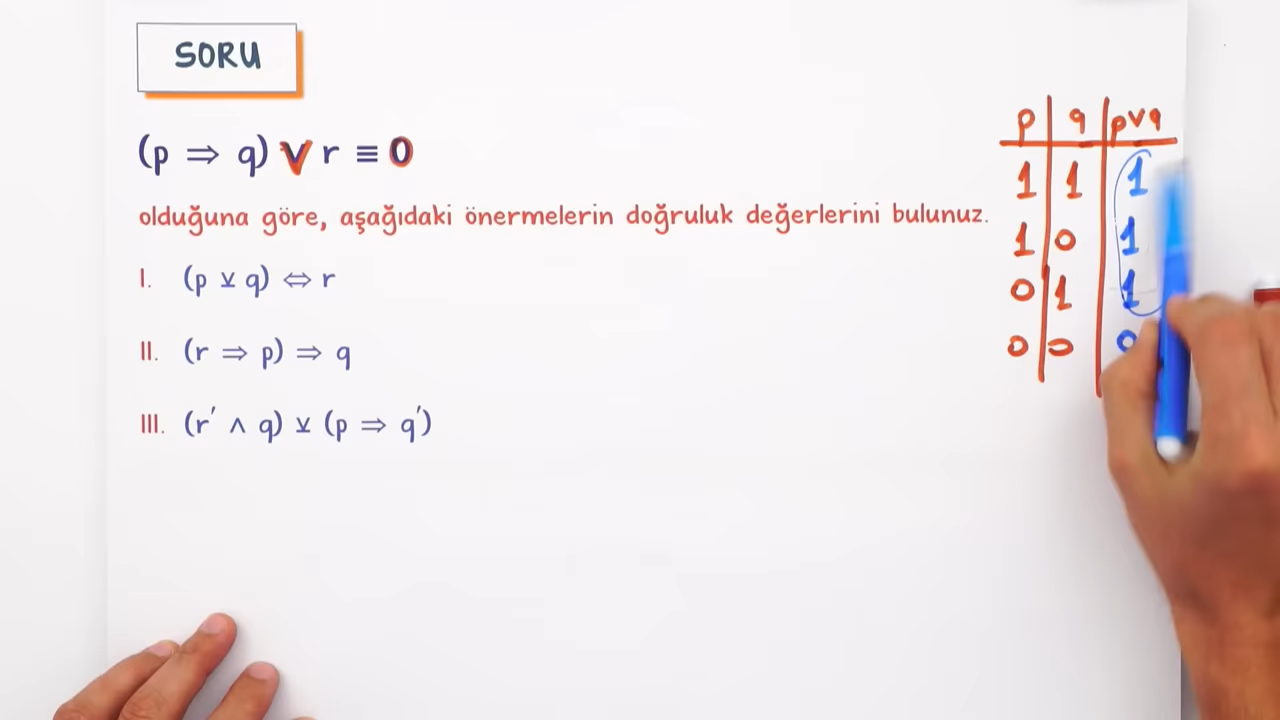 SORU
(p ⇒ q) ∨ r ≡ 0
olduğuna göre, aşağıdaki önermelerin doğruluk değerlerini bulunuz.
I. (p ⊻ q) ⇔ r
II. (r ⇒ p) ⇒ q
III. (r′ ∧ q) ⊻ (p ⇒ q′)
p q p∨q
1 1 1
1 0 1
0 1 1
0 0 0